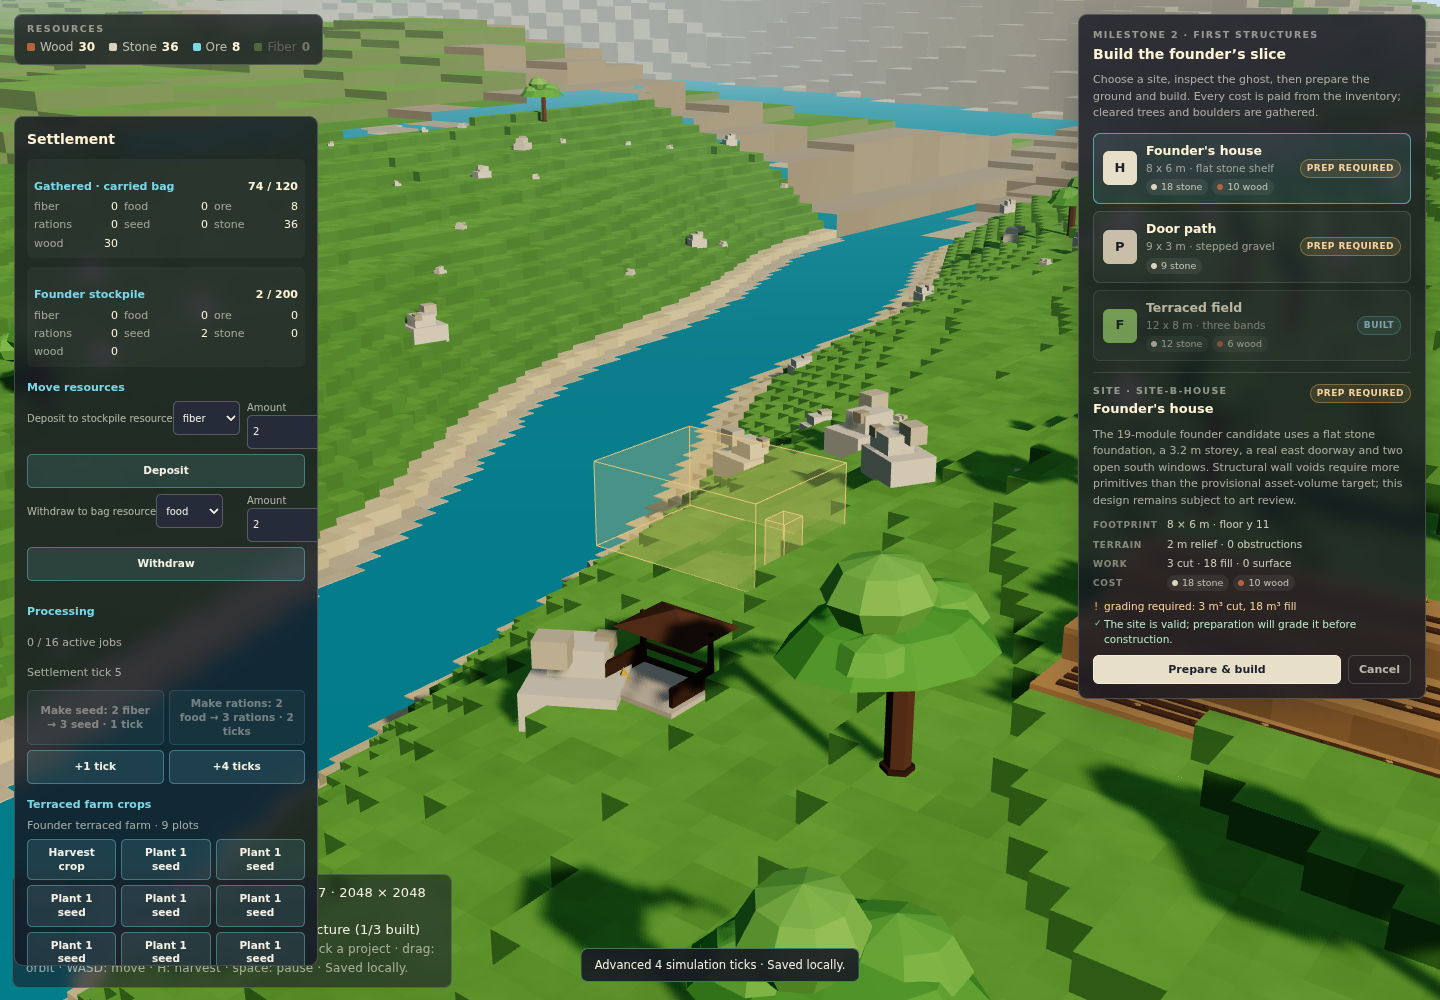 RESOURCES
Wood 30 Stone 36 Ore 8 Fiber 0
Settlement
Gathered · carried bag 74 / 120
fiber 0 food 0 ore 8
rations 0 seed 0 stone 36
wood 30
Founder stockpile 2 / 200
fiber 0 food 0 ore 0
rations 0 seed 2 stone 0
wood 0
Move resources
Deposit to stockpile resource fiber Amount
2
Deposit
Withdraw to bag resource food Amount
2
Withdraw
Processing
0 / 16 active jobs
Settlement tick 5
Make seed: 2 fiber
→ 3 seed · 1 tick
Make rations: 2
food → 3 rations · 2
ticks
+1 tick +4 ticks
Terraced farm crops
Founder terraced farm · 9 plots
Harvest
crop
Plant 1
seed
Plant 1
seed
Plant 1
seed
Plant 1
seed
Plant 1
seed
Plant 1
seed
Plant 1
seed
Plant 1
seed
7 · 2048 × 2048
cture (1/3 built)
ck a project · drag:
orbit · WASD: move · H: harvest · space: pause · Saved locally.
Advanced 4 simulation ticks · Saved locally.
MILESTONE 2 · FIRST STRUCTURES
Build the founder’s slice
Choose a site, inspect the ghost, then prepare the
ground and build. Every cost is paid from the inventory;
cleared trees and boulders are gathered.
H
Founder's house
8 x 6 m · flat stone shelf
18 stone 10 wood
PREP REQUIRED
P
Door path
9 x 3 m · stepped gravel
9 stone
PREP REQUIRED
F
Terraced field
12 x 8 m · three bands
12 stone 6 wood
BUILT
SITE · SITE-B-HOUSE
Founder's house
PREP REQUIRED
The 19-module founder candidate uses a flat stone
foundation, a 3.2 m storey, a real east doorway and two
open south windows. Structural wall voids require more
primitives than the provisional asset-volume target; this
design remains subject to art review.
FOOTPRINT 8 × 6 m · floor y 11
TERRAIN 2 m relief · 0 obstructions
WORK 3 cut · 18 fill · 0 surface
COST 18 stone 10 wood
! grading required: 3 m³ cut, 18 m³ fill
✓ The site is valid; preparation will grade it before
construction.
Prepare & build Cancel